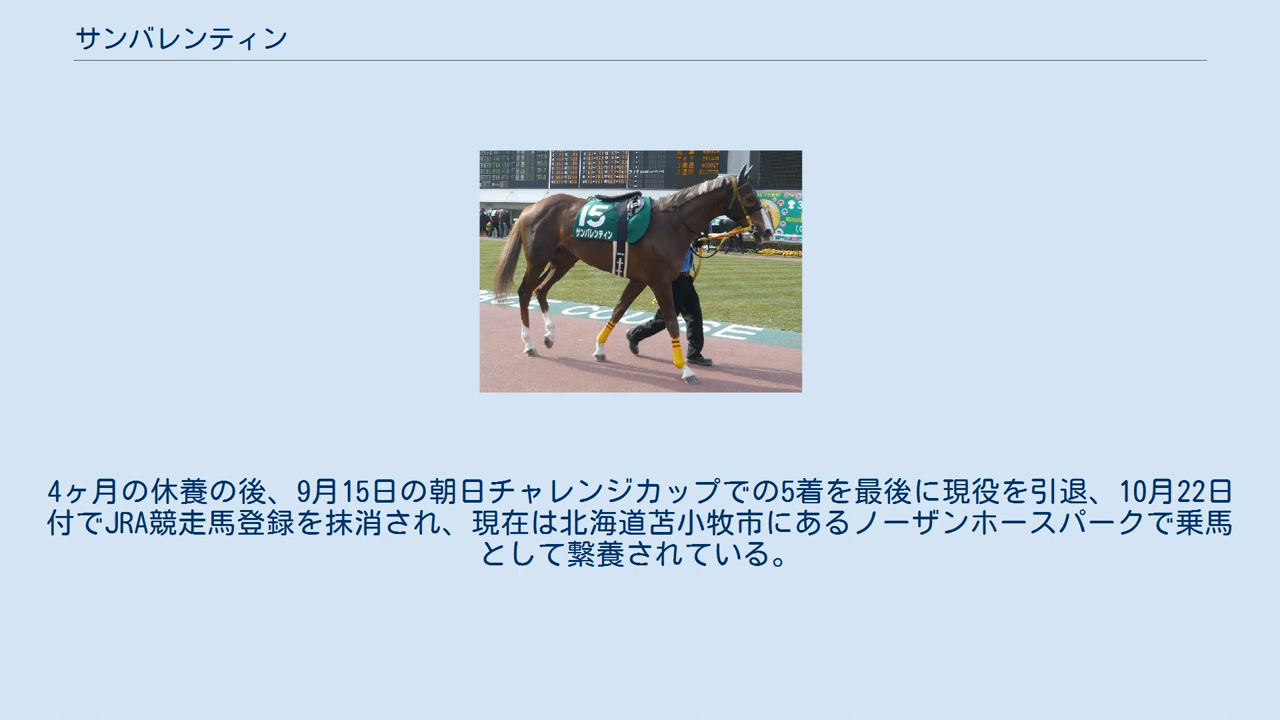 サンバレンティン
15
サンバレンティン
COURSE
4ヶ月の休養の後、9月15日の朝日チャレンジカップでの5着を最後に現役を引退、10月22日
付でJRA競走馬登録を抹消され、現在は北海道苫小牧市にあるノーザンホースパークで乗馬
として繋養されている。